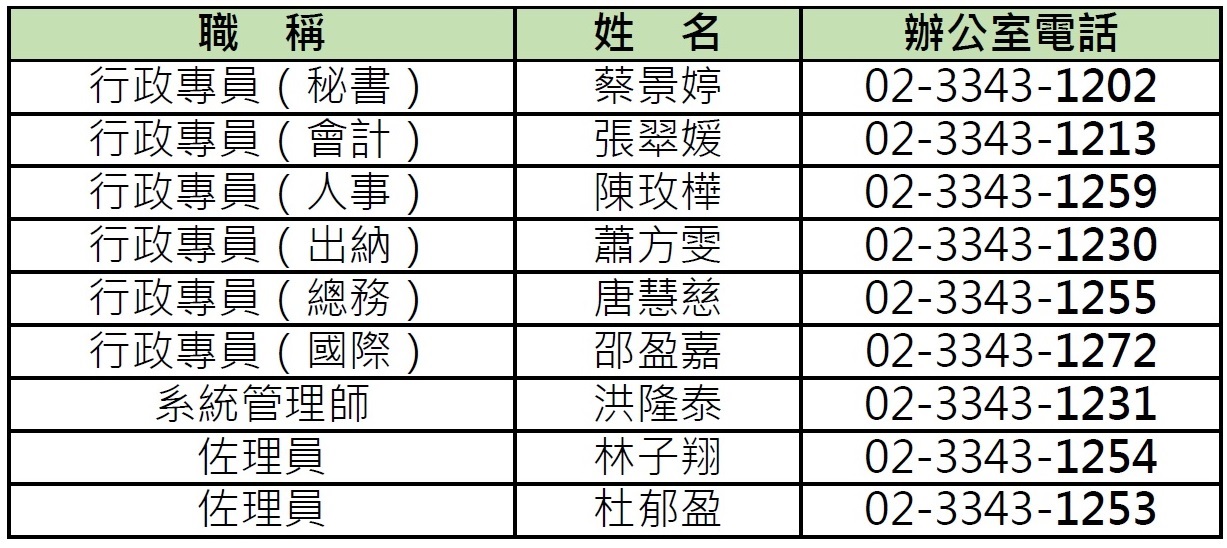 職　稱 姓　名 辦公室電話
行政專員（秘書） 蔡景婷 02-3343-1202
行政專員（會計） 張翠媛 02-3343-1213
行政專員（人事） 陳玫樺 02-3343-1259
行政專員（出納） 蕭方雯 02-3343-1230
行政專員（總務） 唐慧慈 02-3343-1255
行政專員（國際） 邵盈嘉 02-3343-1272
系統管理師 洪隆泰 02-3343-1231
佐理員 林子翔 02-3343-1254
佐理員 杜郁盈 02-3343-1253